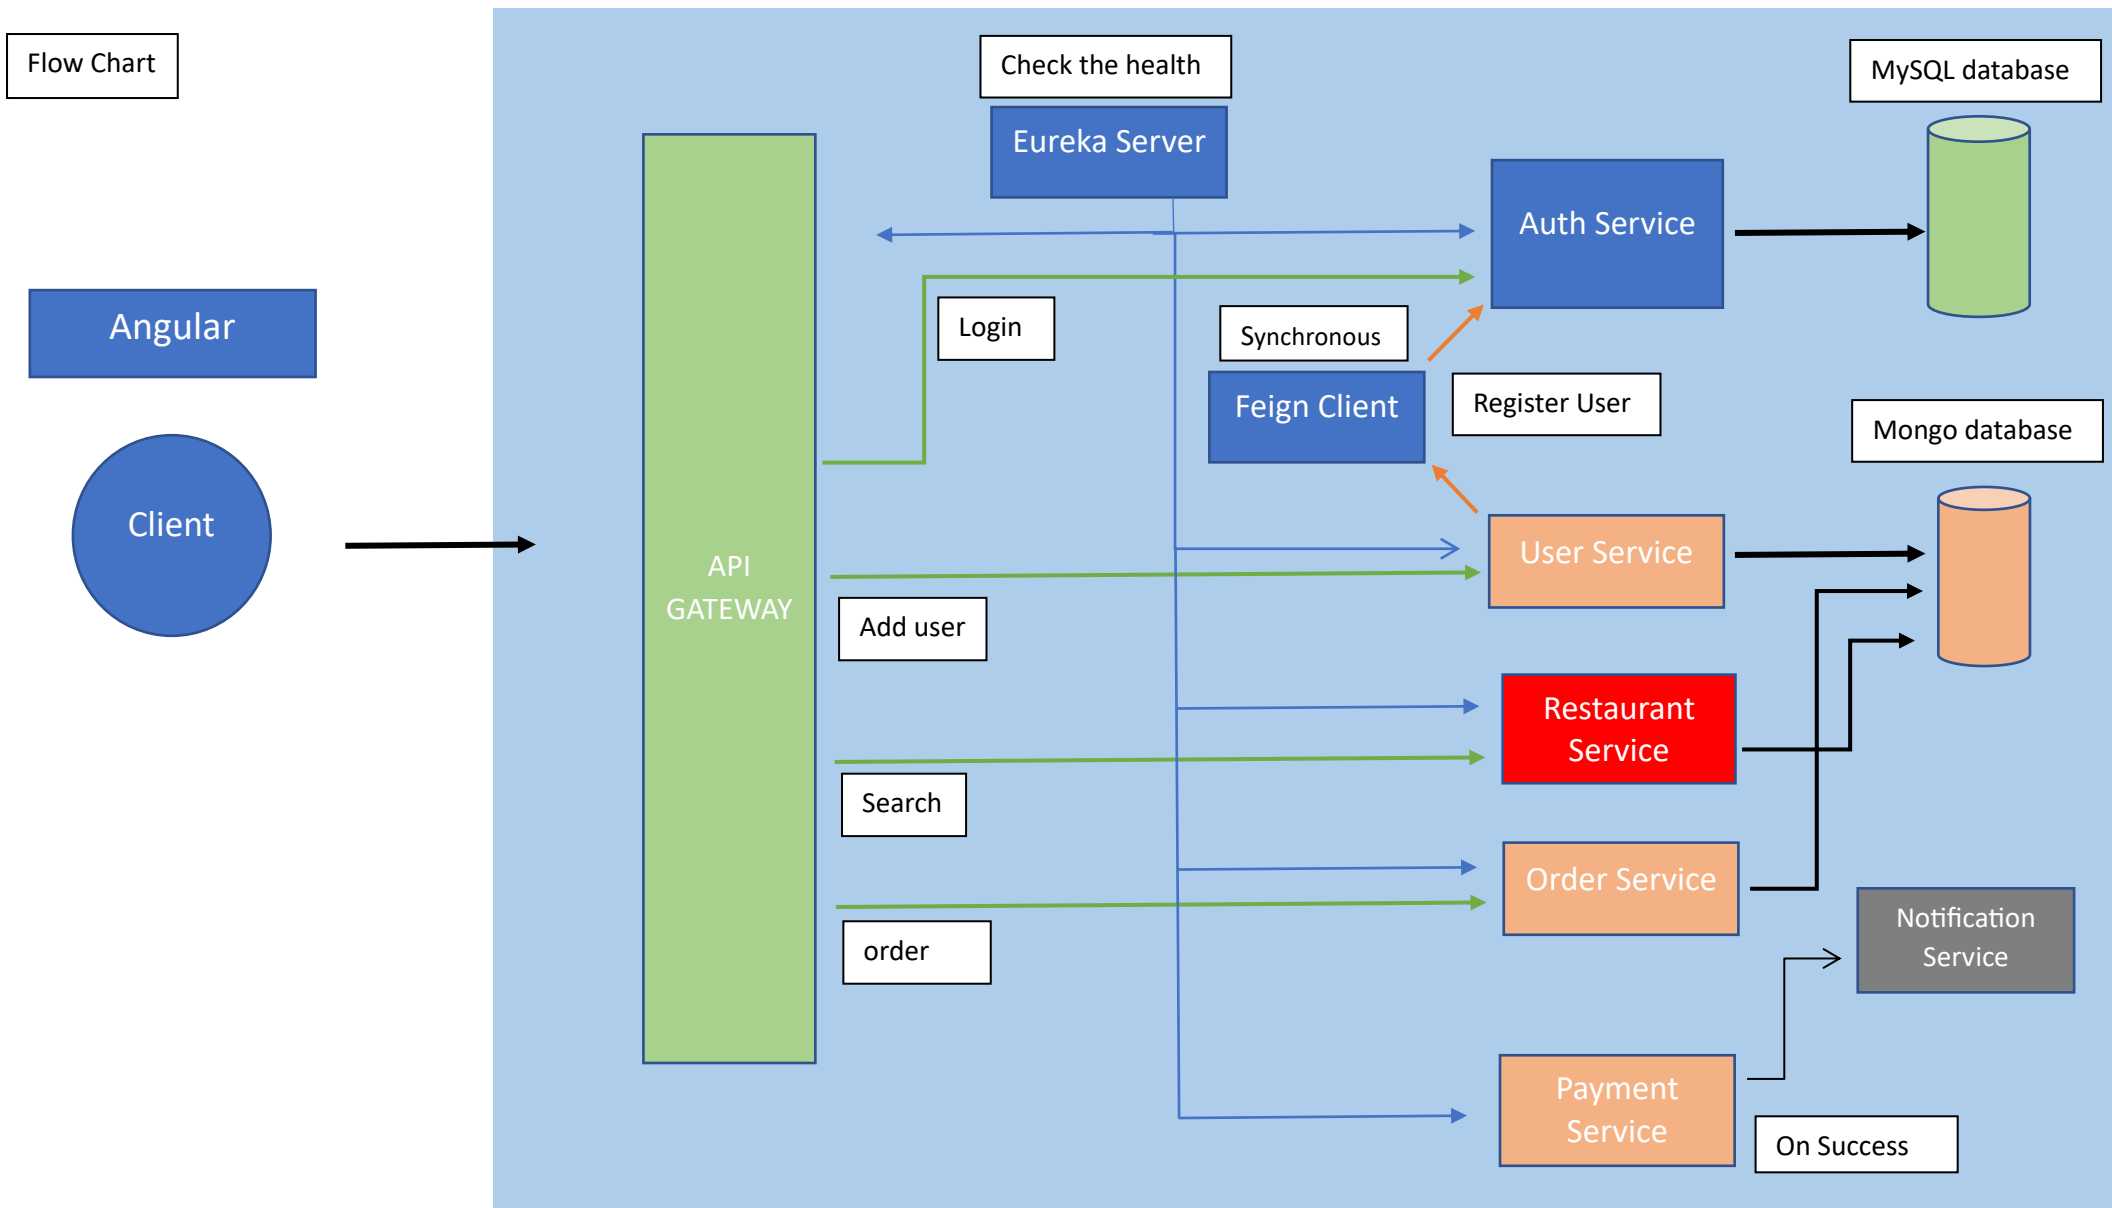 Flow Chart
Check the health
MySQL database
Eureka Server
Auth Service
Angular
Login
Synchronous
Feign Client
Register User
Mongo database
Client
API
GATEWAY
User Service
Add user
Restaurant
Service
Search
Order Service
order
Notification
Service
Payment
Service
On Success